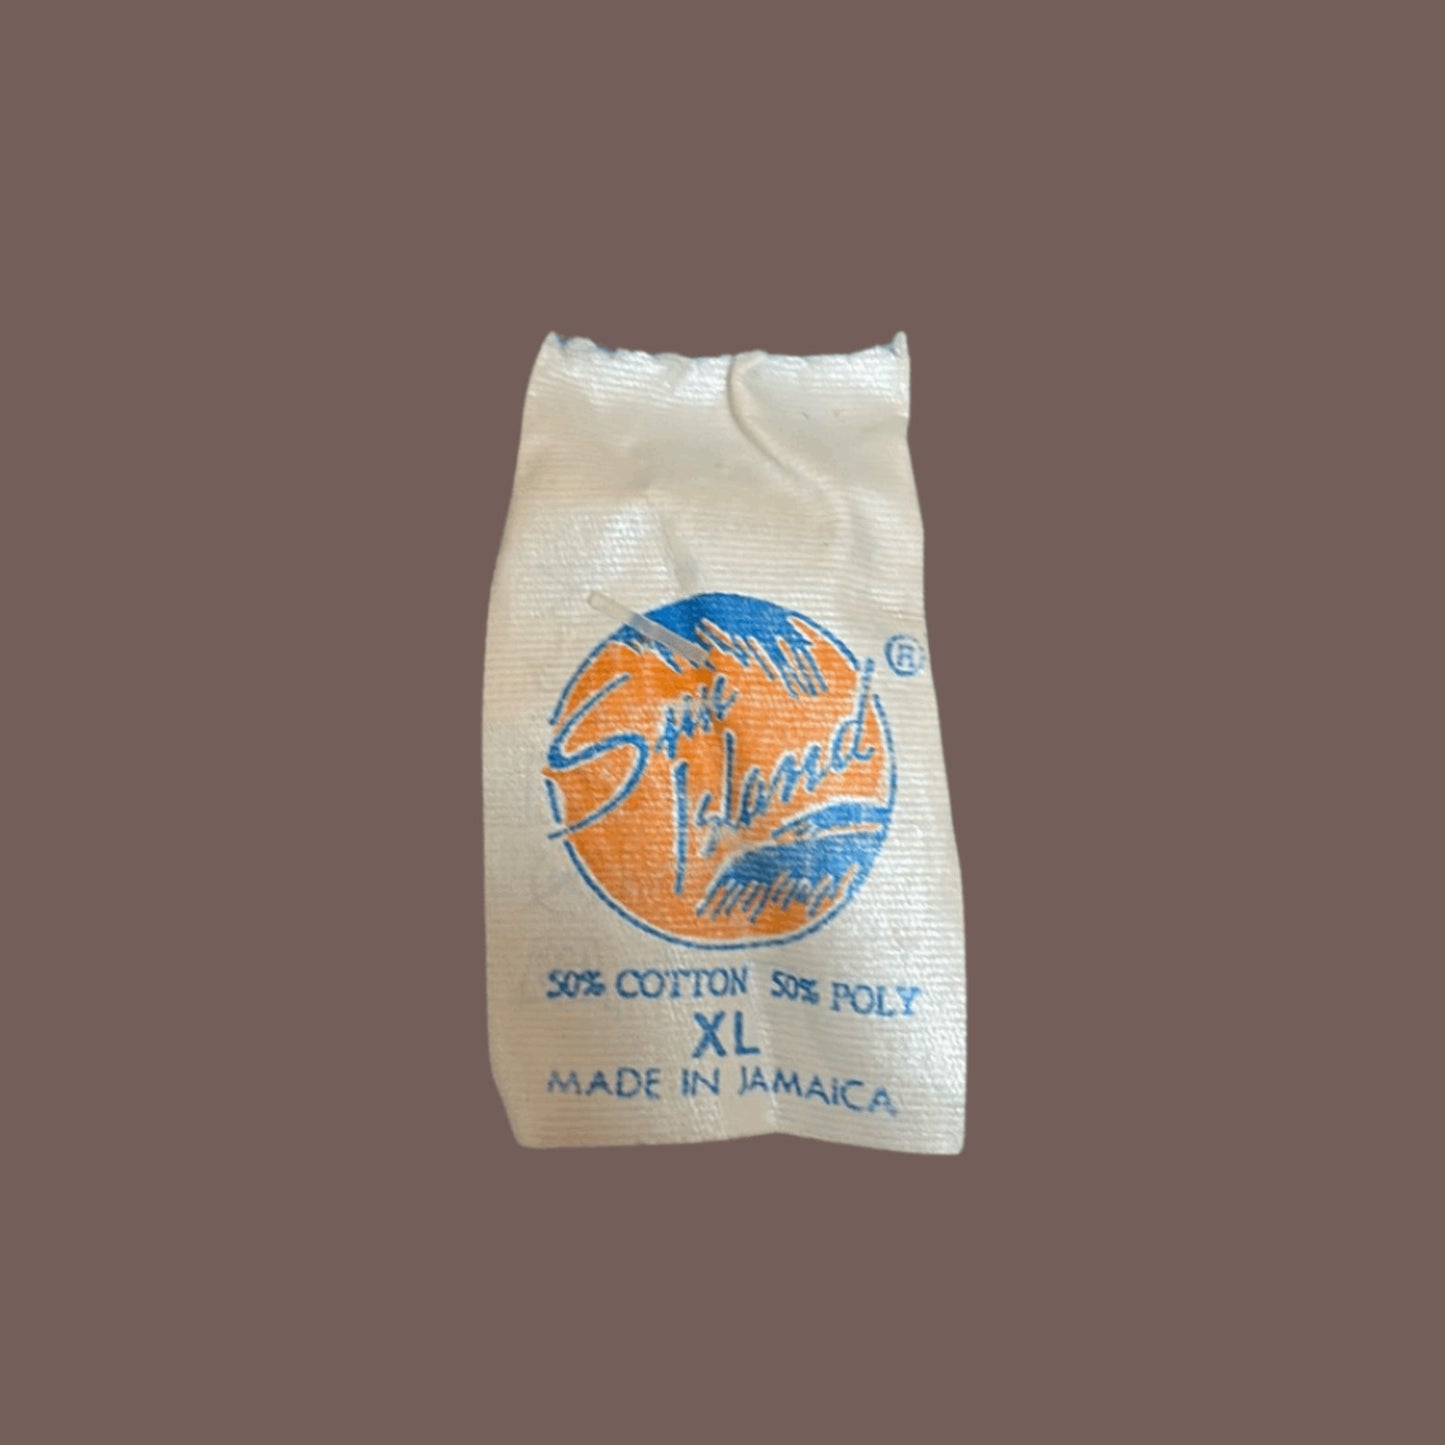 Sun
Island
®
50% COTTON 50% POLY
XL
MADE IN JAMAICA